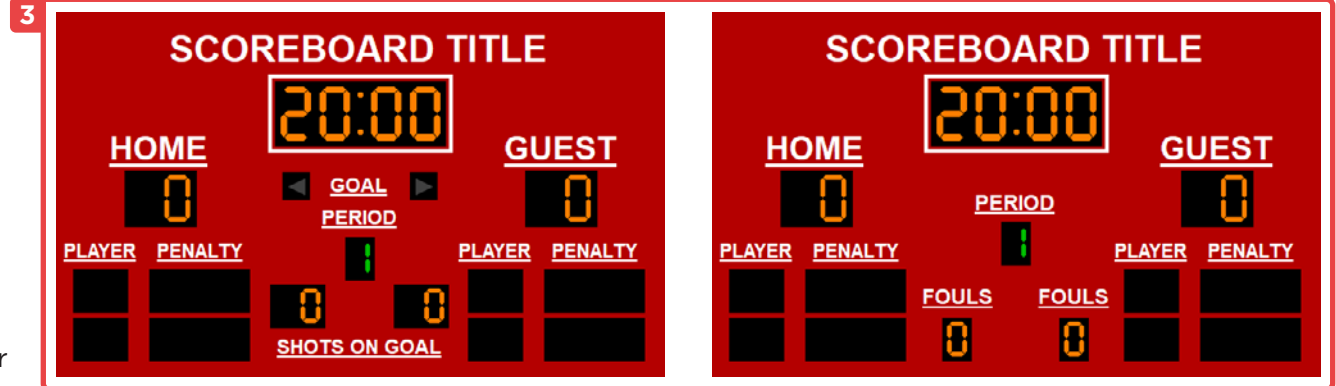 3
SCOREBOARD TITLE
20:00
HOME
GUEST
0
0
◀ GOAL ▶
PERIOD
1
PLAYER PENALTY
PLAYER PENALTY
0
0
SHOTS ON GOAL
SCOREBOARD TITLE
20:00
HOME
GUEST
0
0
PERIOD
1
PLAYER PENALTY
PLAYER PENALTY
FOULS
FOULS
0
0
r